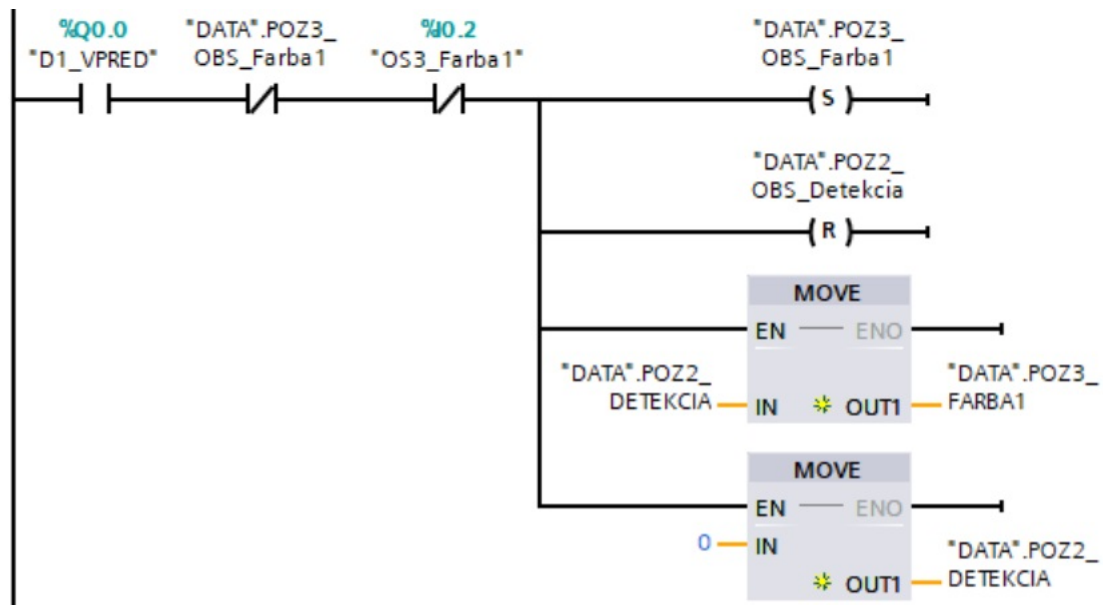 %Q0.0
"D1_VPRED"
"DATA".POZ3_
OBS_Farba1
%I0.2
"OS3_Farba1"
"DATA".POZ3_
OBS_Farba1
S
"DATA".POZ2_
OBS_Detekcia
R
MOVE
EN ENO
"DATA".POZ2_
DETEKCIA
IN OUT1
"DATA".POZ3_
FARBA1
MOVE
EN ENO
0
IN
OUT1
"DATA".POZ2_
DETEKCIA